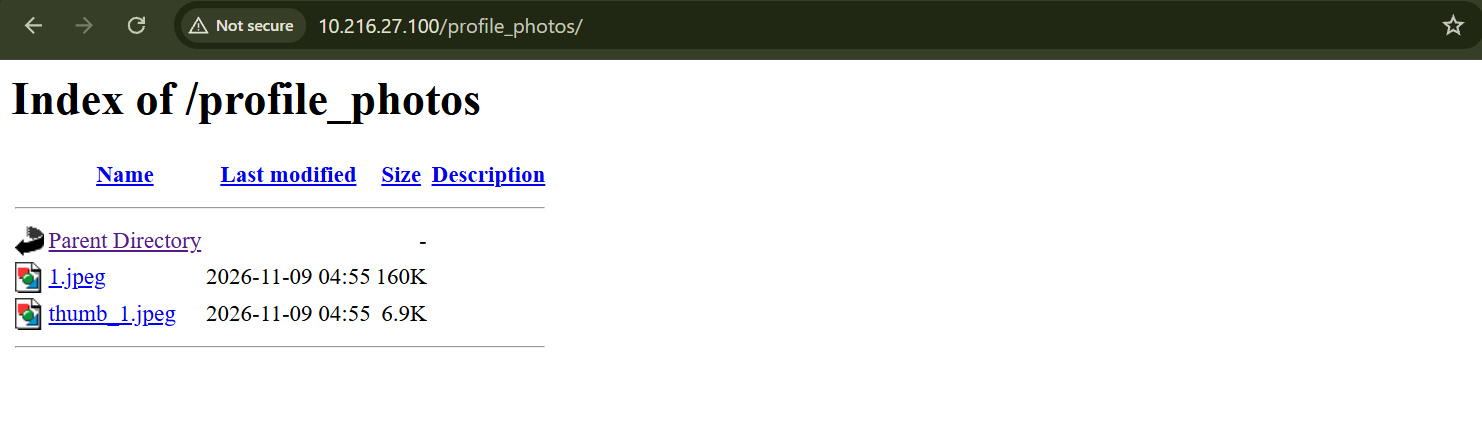 Not secure 10.216.27.100/profile_photos/
Index of /profile_photos
Name Last modified Size Description
Parent Directory -
1.jpeg 2026-11-09 04:55 160K
thumb_1.jpeg 2026-11-09 04:55 6.9K